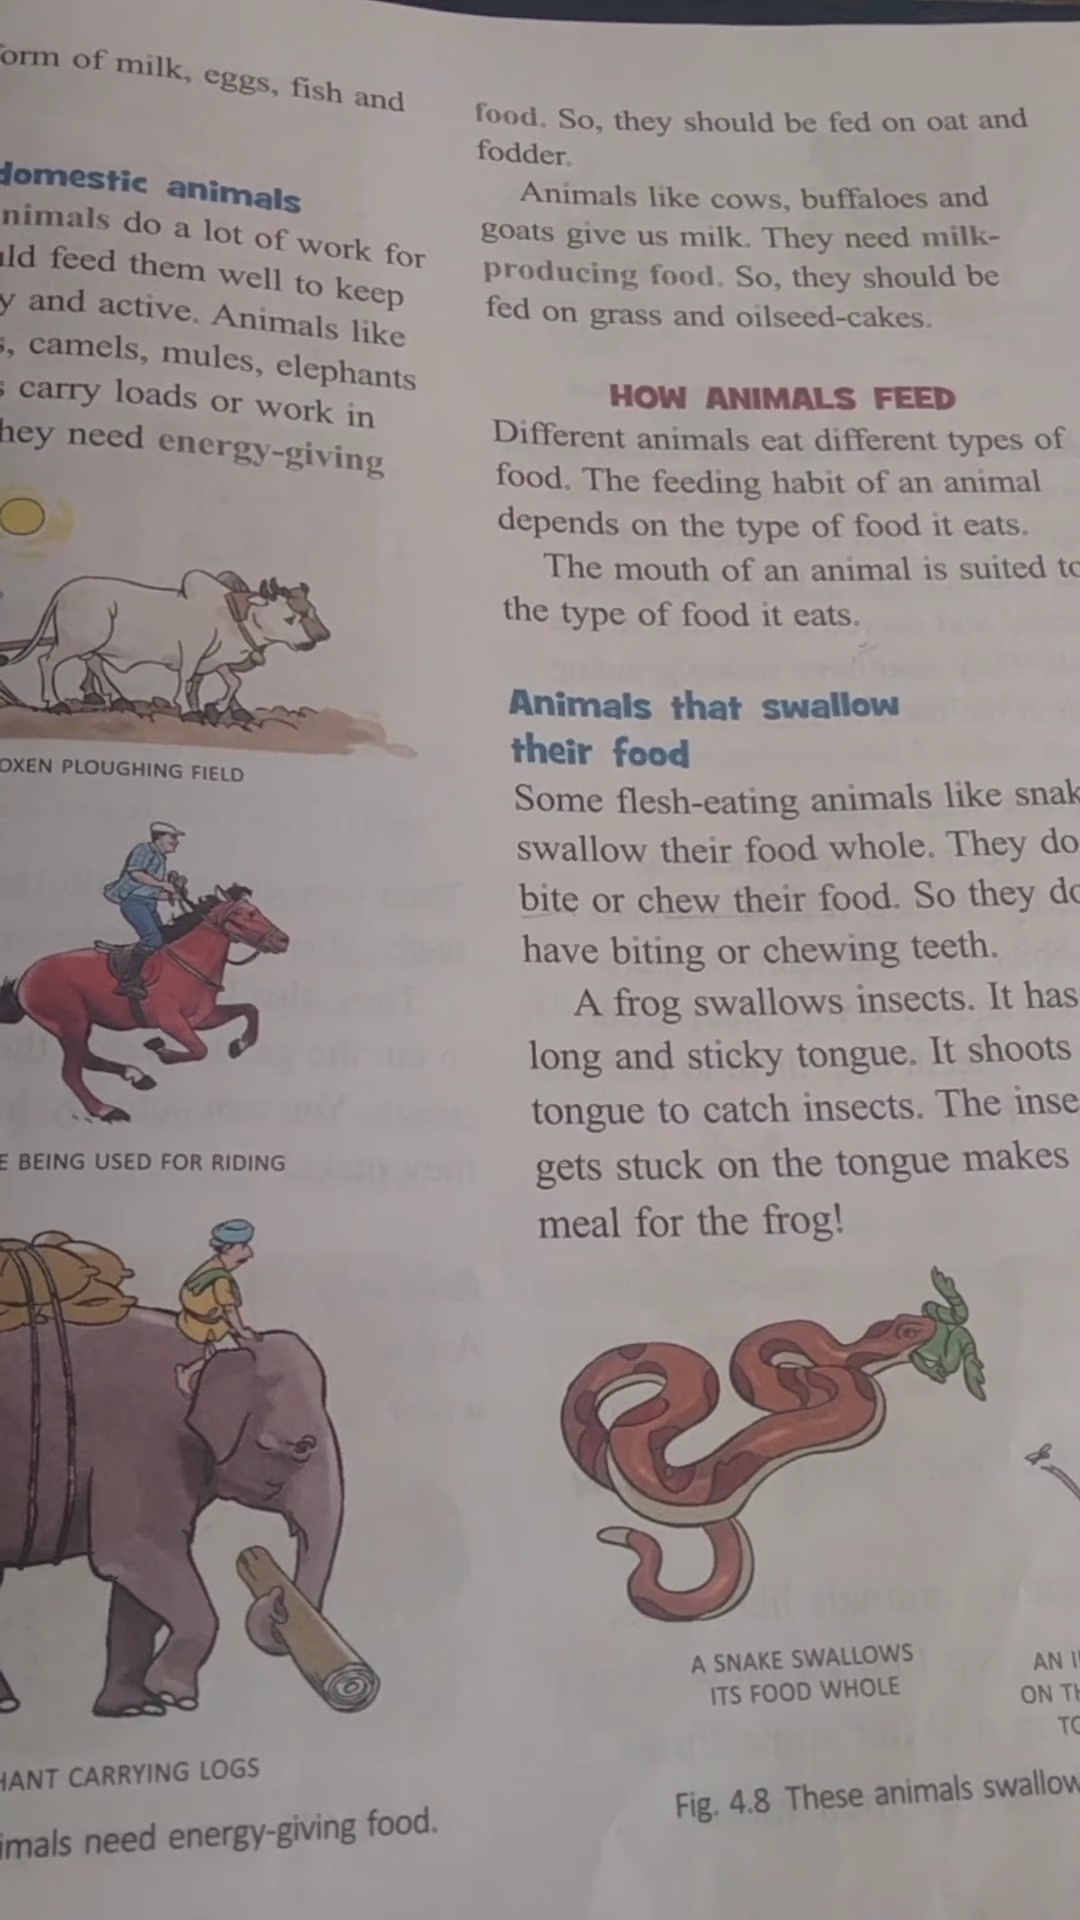 of milk, eggs, fish and
domestic animals
do a lot of work for
feed them well to keep
and active. Animals like
camels, mules, elephants
carry loads or work in
need energy-giving
OXEN PLOUGHING FIELD
BEING USED FOR RIDING
CARRYING LOGS
need energy-giving food.
food. So, they should be fed on oat and
fodder.
Animals like cows, buffaloes and
goats give us milk. They need milk-
producing food. So, they should be
fed on grass and oilseed-cakes.
HOW ANIMALS FEED
Different animals eat different types of
food. The feeding habit of an animal
depends on the type of food it eats.
The mouth of an animal is suited to
the type of food it eats.
Animals that swallow
their food
Some flesh-eating animals like
swallow their food whole. They do
bite or chew their food. So they do
have biting or chewing teeth.
A frog swallows insects. It has
long and sticky tongue. It shoots
tongue to catch insects. The
gets stuck on the tongue makes
meal for the frog!
A SNAKE SWALLOWS
ITS FOOD WHOLE
AN
ON
Fig. 4.8 These animals swallow